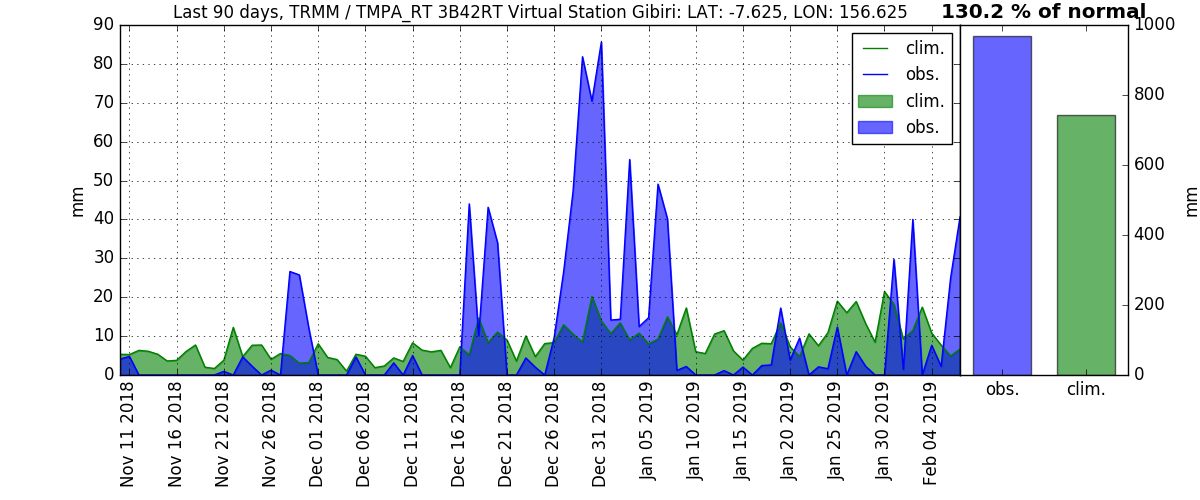 Last 90 days, TRMM / TMPA_RT 3B42RT Virtual Station Gibiri: LAT: -7.625, LON: 156.625
130.2 % of normal
90
80
70
60
50
40
30
20
10
0
mm
clim.
obs.
clim.
obs.
1000
800
600
400
200
0
mm
Nov 11 2018
Nov 16 2018
Nov 21 2018
Nov 26 2018
Dec 01 2018
Dec 06 2018
Dec 11 2018
Dec 16 2018
Dec 21 2018
Dec 26 2018
Dec 31 2018
Jan 05 2019
Jan 10 2019
Jan 15 2019
Jan 20 2019
Jan 25 2019
Jan 30 2019
Feb 04 2019
obs.
clim.